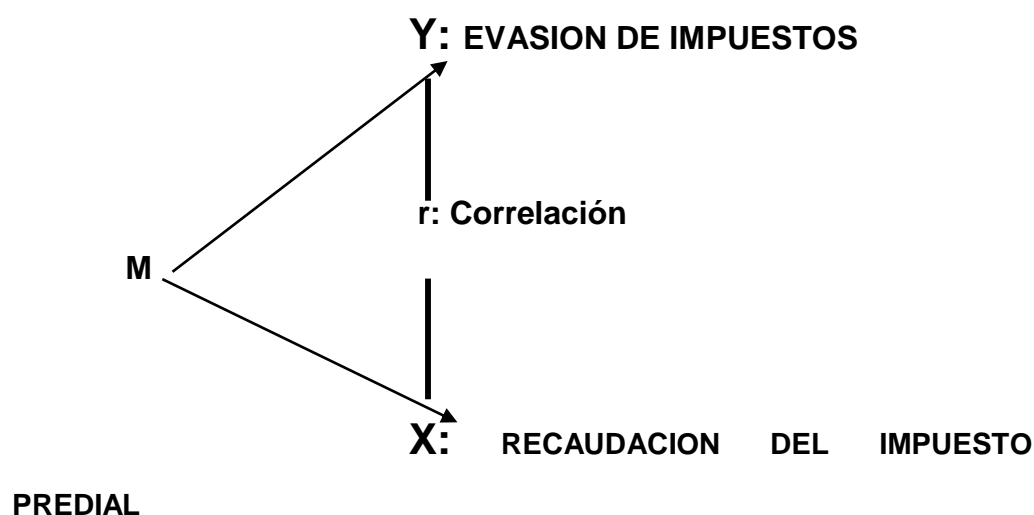 Y: EVASION DE IMPUESTOS
r: Correlación
M
X: RECAUDACION DEL IMPUESTO
PREDIAL